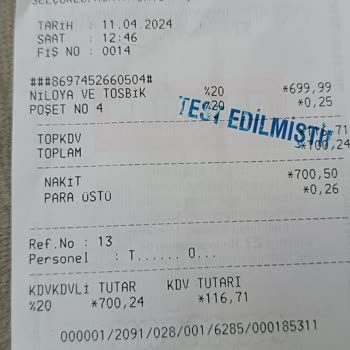 TARİH : 11.04.2024
SAAT : 12:46
FİŞ NO : 0014
###8697452660504#
NİLOYA VE TOSBİK %20 *699,99
POŞET NO 4 %20 *0,25
TEST EDİLMİŞTİR
TOPKDV 71
TOPLAM *700,24
NAKİT *700,50
PARA ÜSTÜ *0,26
Ref.No : 13
Personel : T...... O...
KDV KDVLİ TUTAR KDV TUTARI
%20 *700,24 *116,71
000001/2091/028/001/6285/000185311